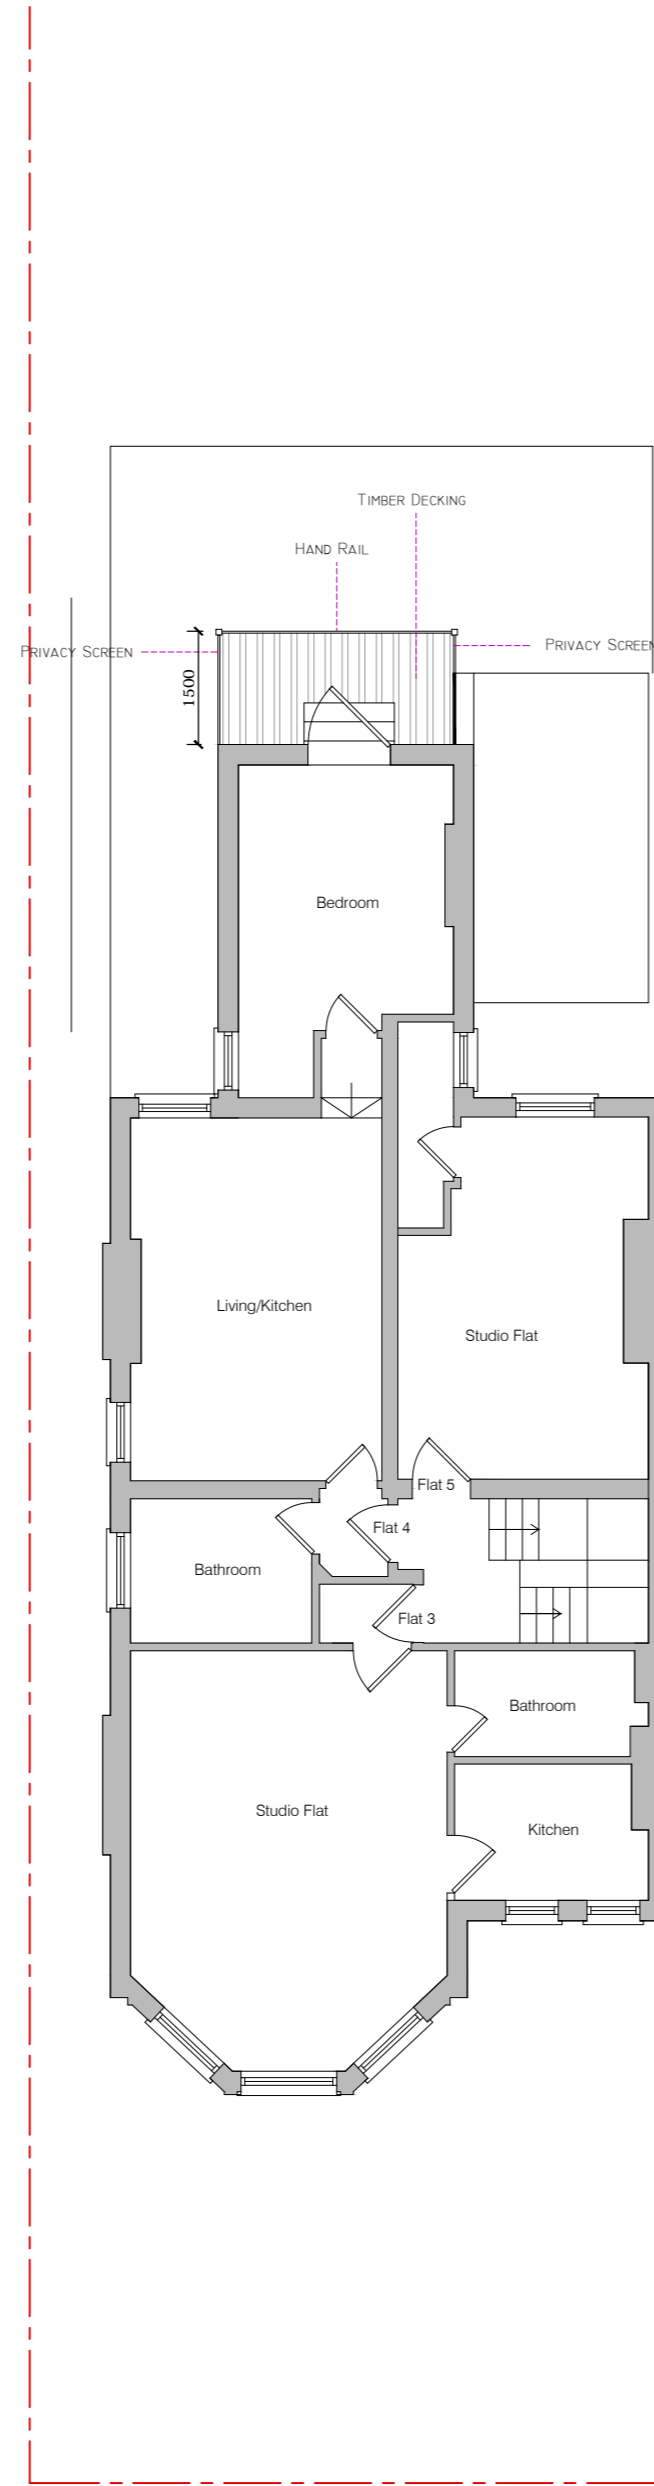 TIMBER DECKING
HAND RAIL
PRIVACY SCREEN
PRIVACY SCREEN
1500
Bedroom
Living/Kitchen
Studio Flat
Flat 5
Flat 4
Bathroom
Flat 3
Bathroom
Studio Flat
Kitchen